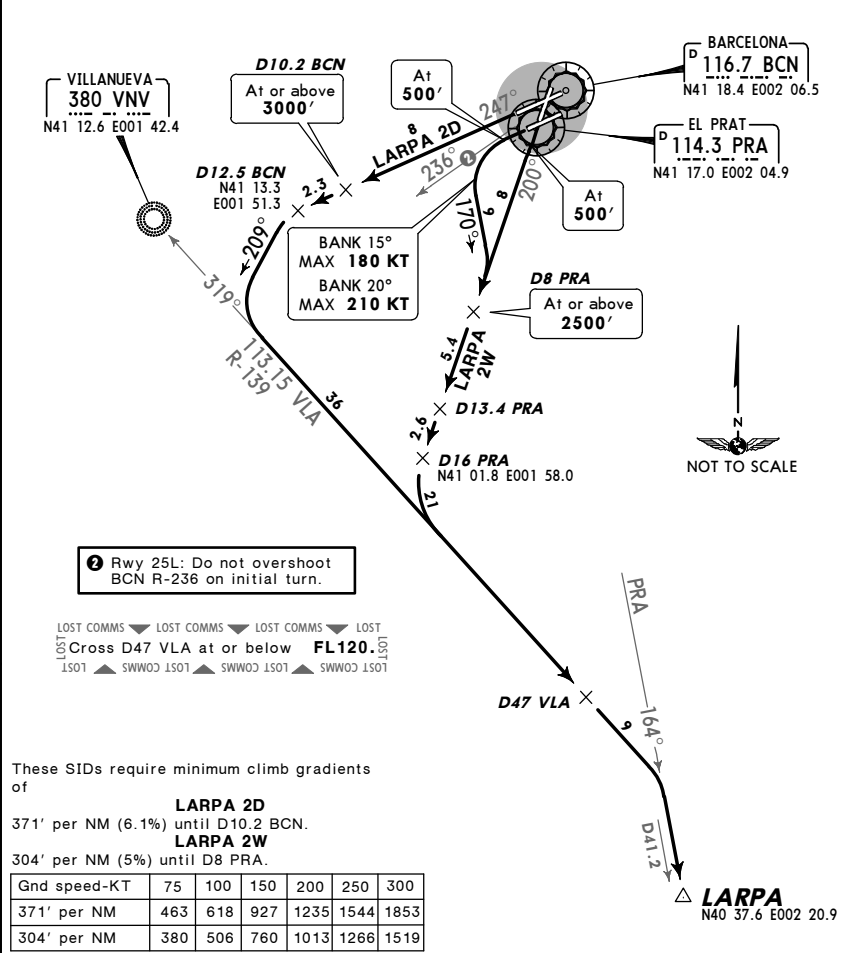 D10.2 BCN
At or above
3000′
At
500′
BARCELONA
D 116.7 BCN
N41 18.4 E002 06.5
VILLANUEVA
380 VNV
N41 12.6 E001 42.4
EL PRAT
D 114.3 PRA
N41 17.0 E002 04.9
247°
8
LARPA 2D
236° 2
200°
D12.5 BCN
N41 13.3
E001 51.3
2.3
At
500′
170°
9
8
209°
BANK 15°
MAX 180 KT
BANK 20°
MAX 210 KT
D8 PRA
At or above
2500′
319°
113.15 VLA
R-139
36
5.4
LARPA
2W
D13.4 PRA
2.6
D16 PRA
N41 01.8 E001 58.0
21
N
NOT TO SCALE
2 Rwy 25L: Do not overshoot
BCN R-236 on initial turn.
LOST COMMS LOST COMMS LOST COMMS LOST
LOST Cross D47 VLA at or below FL120. LOST
LOST COMMS LOST COMMS LOST COMMS LOST
PRA
D47 VLA
9
164°
D41.2
LARPA
N40 37.6 E002 20.9
These SIDs require minimum climb gradients
of
LARPA 2D
371′ per NM (6.1%) until D10.2 BCN.
LARPA 2W
304′ per NM (5%) until D8 PRA.
Gnd speed-KT 75 100 150 200 250 300
371′ per NM 463 618 927 1235 1544 1853
304′ per NM 380 506 760 1013 1266 1519